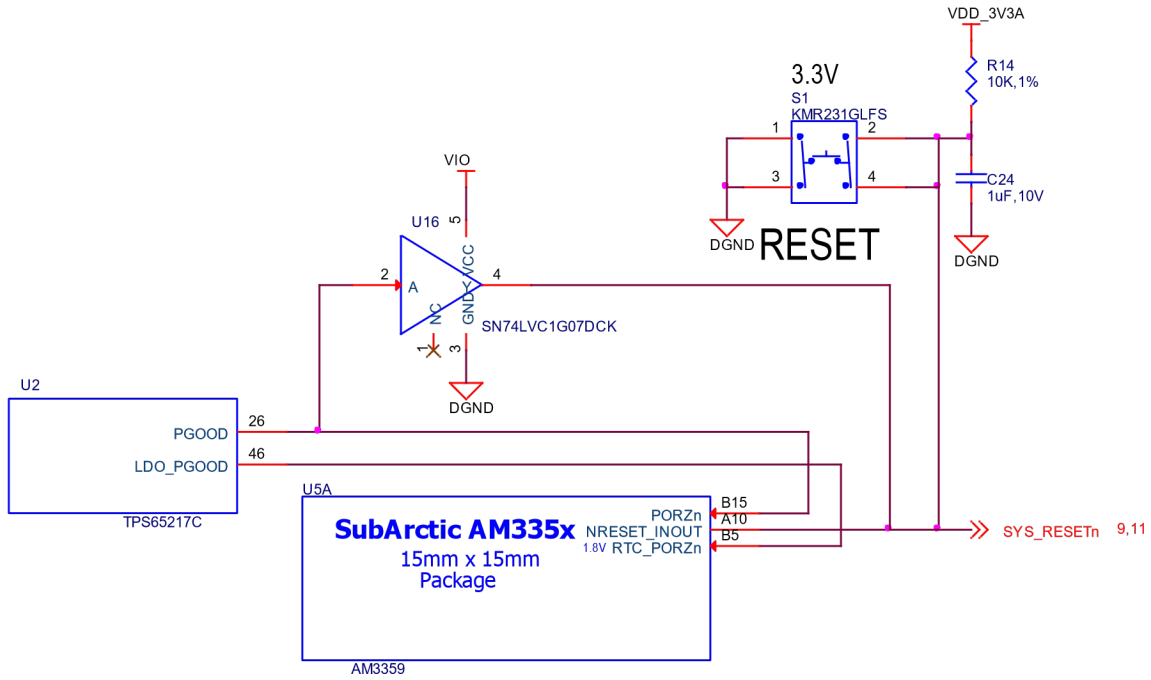 VDD_3V3A
R14
10K,1%
3.3V
S1
KMR231GLFS
1
2
3
4
C24
1uF,10V
DGND
RESET
DGND
VIO
U16
5
VCC
2
A
4
Y
NC
GND
1
3
SN74LVC1G07DCK
DGND
U2
PGOOD
26
LDO_PGOOD
46
TPS65217C
U5A
SubArctic AM335x
15mm x 15mm
Package
PORZn
B15
NRESET_INOUT
A10
1.8V RTC_PORZn
B5
AM3359
SYS_RESETn 9,11